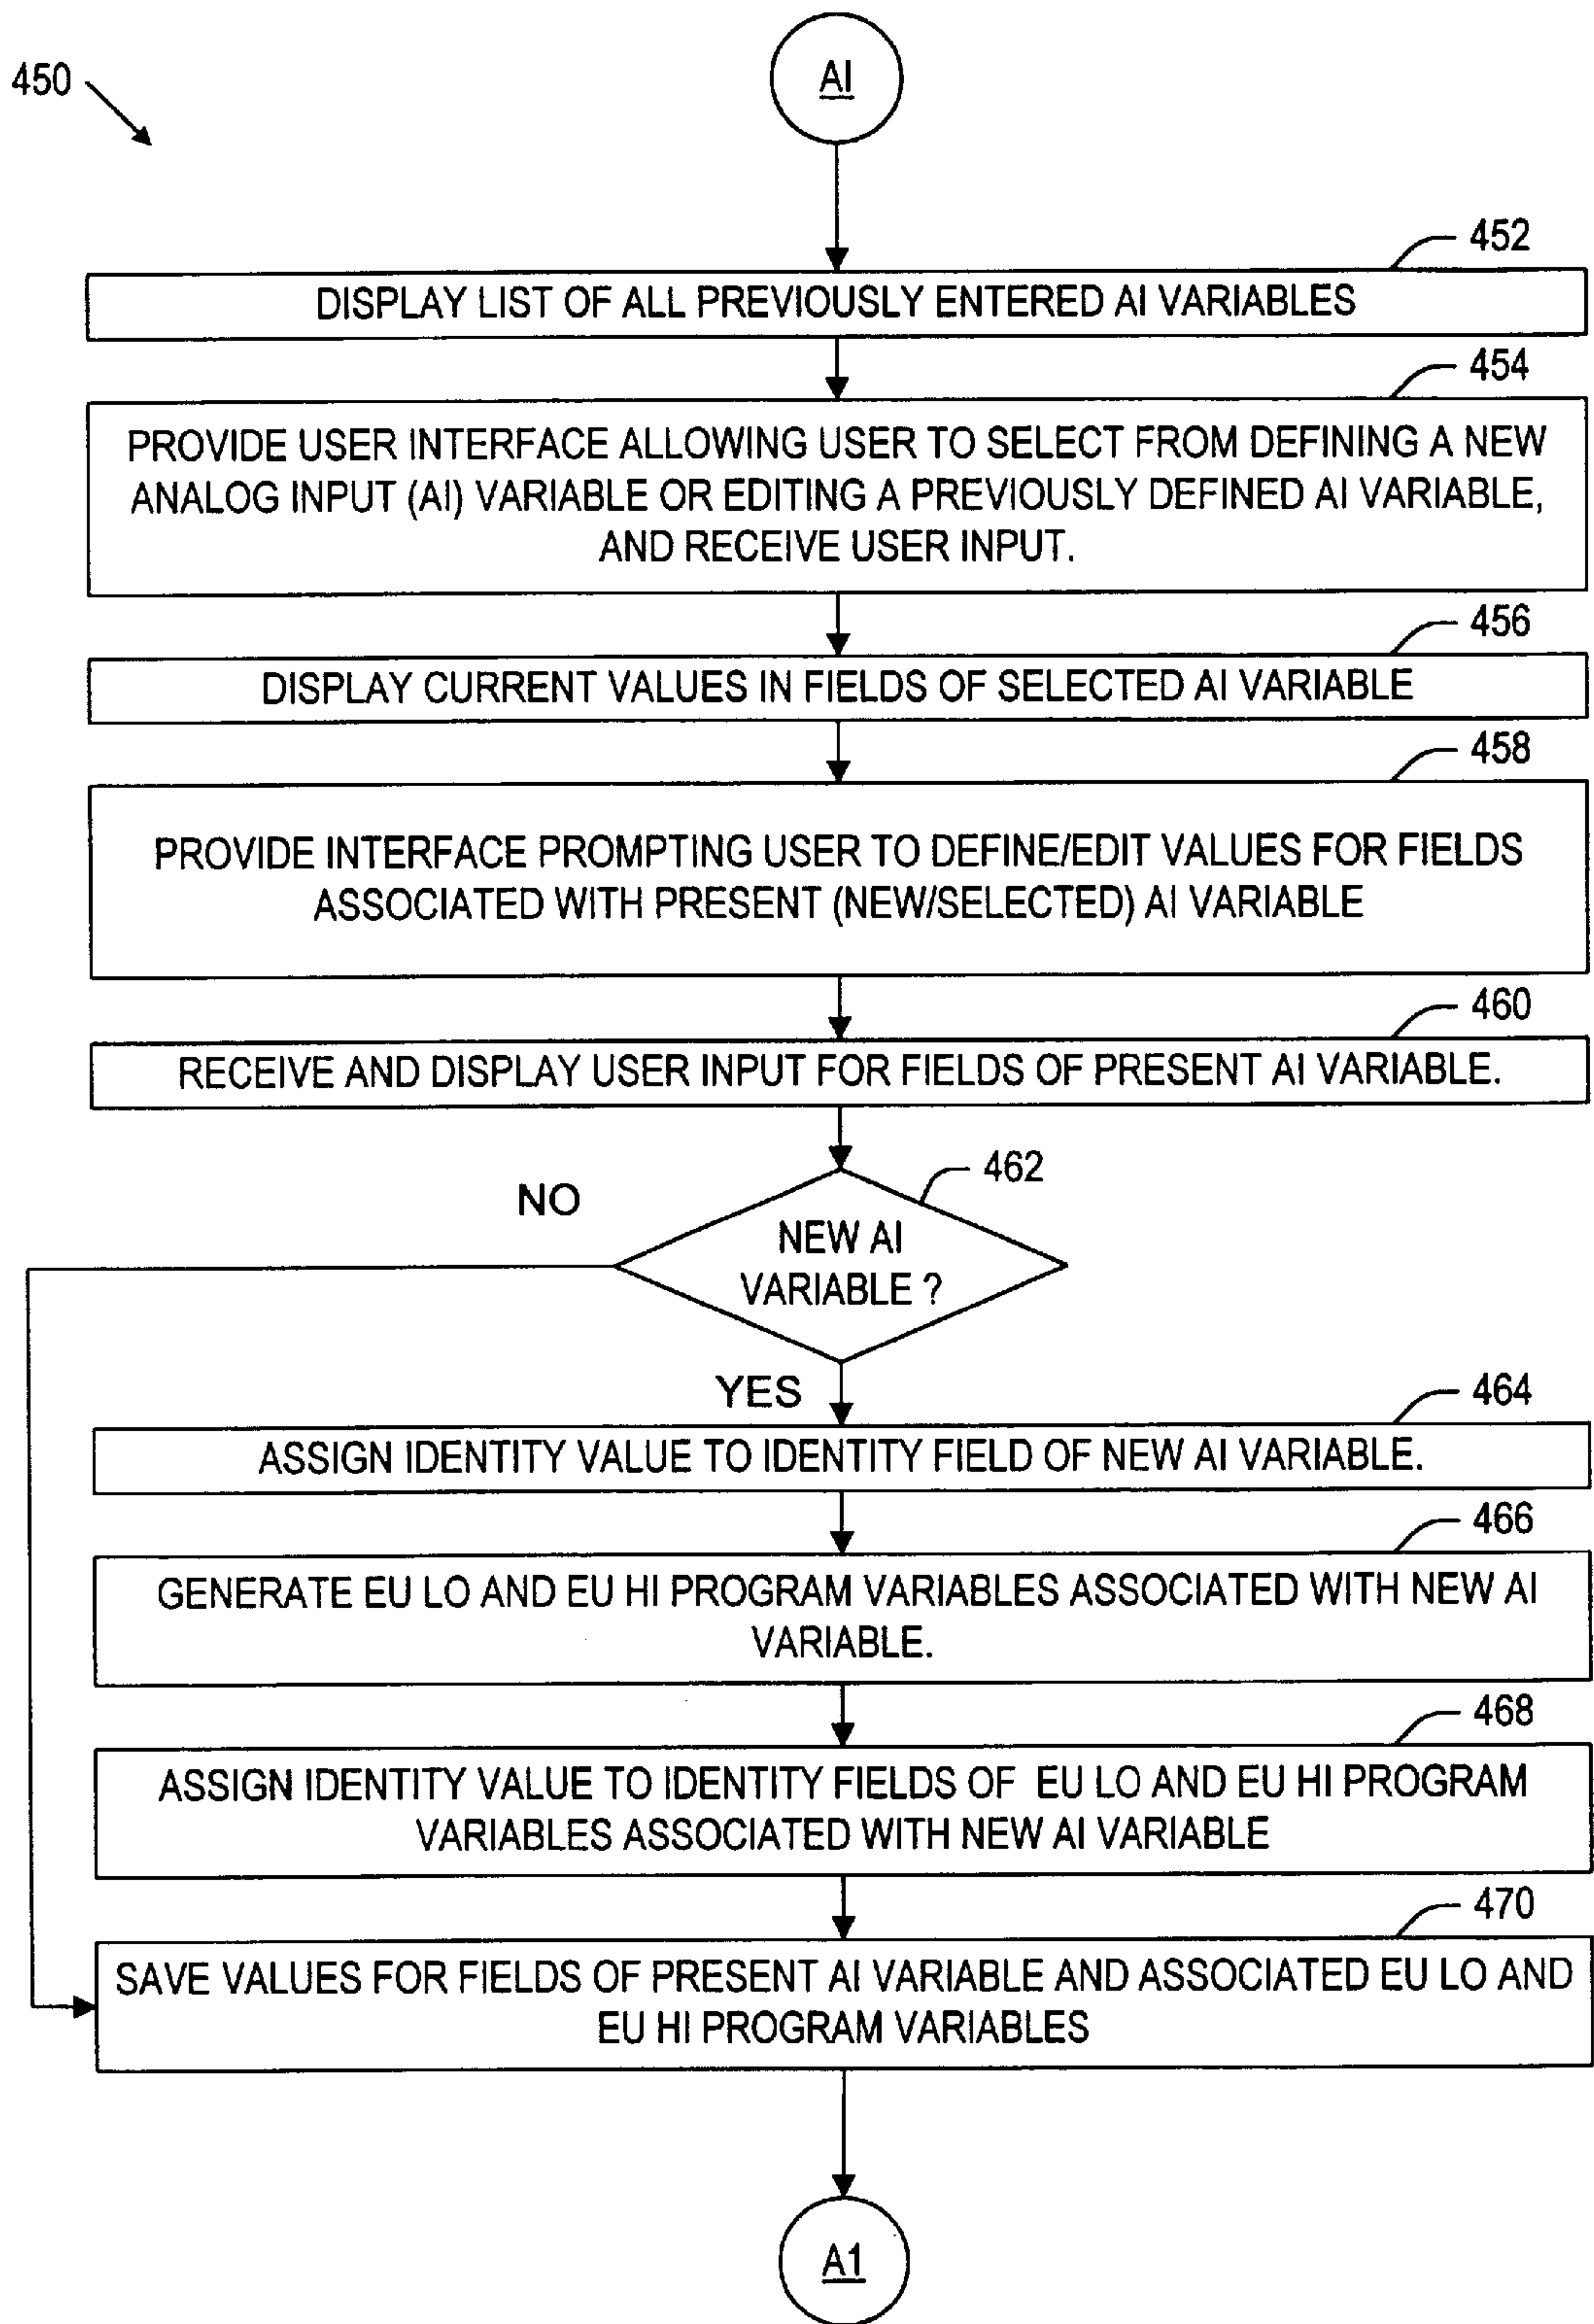 AI
450
452
DISPLAY LIST OF ALL PREVIOUSLY ENTERED AI VARIABLES
454
PROVIDE USER INTERFACE ALLOWING USER TO SELECT FROM DEFINING A NEW
ANALOG INPUT (AI) VARIABLE OR EDITING A PREVIOUSLY DEFINED AI VARIABLE,
AND RECEIVE USER INPUT.
456
DISPLAY CURRENT VALUES IN FIELDS OF SELECTED AI VARIABLE
458
PROVIDE INTERFACE PROMPTING USER TO DEFINE/EDIT VALUES FOR FIELDS
ASSOCIATED WITH PRESENT (NEW/SELECTED) AI VARIABLE
460
RECEIVE AND DISPLAY USER INPUT FOR FIELDS OF PRESENT AI VARIABLE.
462
NO
NEW AI
VARIABLE ?
YES
464
ASSIGN IDENTITY VALUE TO IDENTITY FIELD OF NEW AI VARIABLE.
466
GENERATE EU LO AND EU HI PROGRAM VARIABLES ASSOCIATED WITH NEW AI
VARIABLE.
468
ASSIGN IDENTITY VALUE TO IDENTITY FIELDS OF EU LO AND EU HI PROGRAM
VARIABLES ASSOCIATED WITH NEW AI VARIABLE
470
SAVE VALUES FOR FIELDS OF PRESENT AI VARIABLE AND ASSOCIATED EU LO AND
EU HI PROGRAM VARIABLES
A1